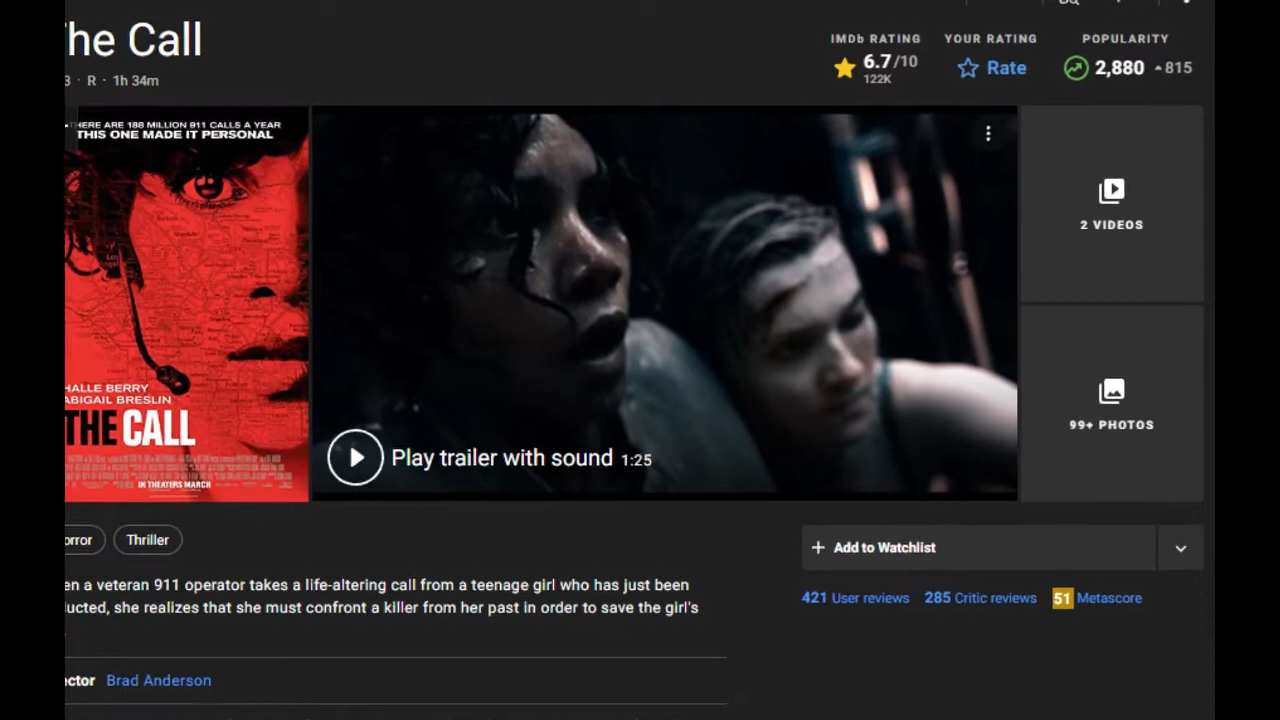 The Call
3 · R · 1h 34m
IMDb RATING
6.7/10
122K
YOUR RATING
Rate
POPULARITY
2,880
815
THERE ARE 188 MILLION 911 CALLS A YEAR
THIS ONE MADE IT PERSONAL
HALLE BERRY
ABIGAIL BRESLIN
THE CALL
IN THEATERS MARCH
Play trailer with sound 1:25
2 VIDEOS
99+ PHOTOS
orror
Thriller
en a veteran 911 operator takes a life-altering call from a teenage girl who has just been
ucted, she realizes that she must confront a killer from her past in order to save the girl's
Add to Watchlist
421 User reviews 285 Critic reviews 51 Metascore
ector Brad Anderson